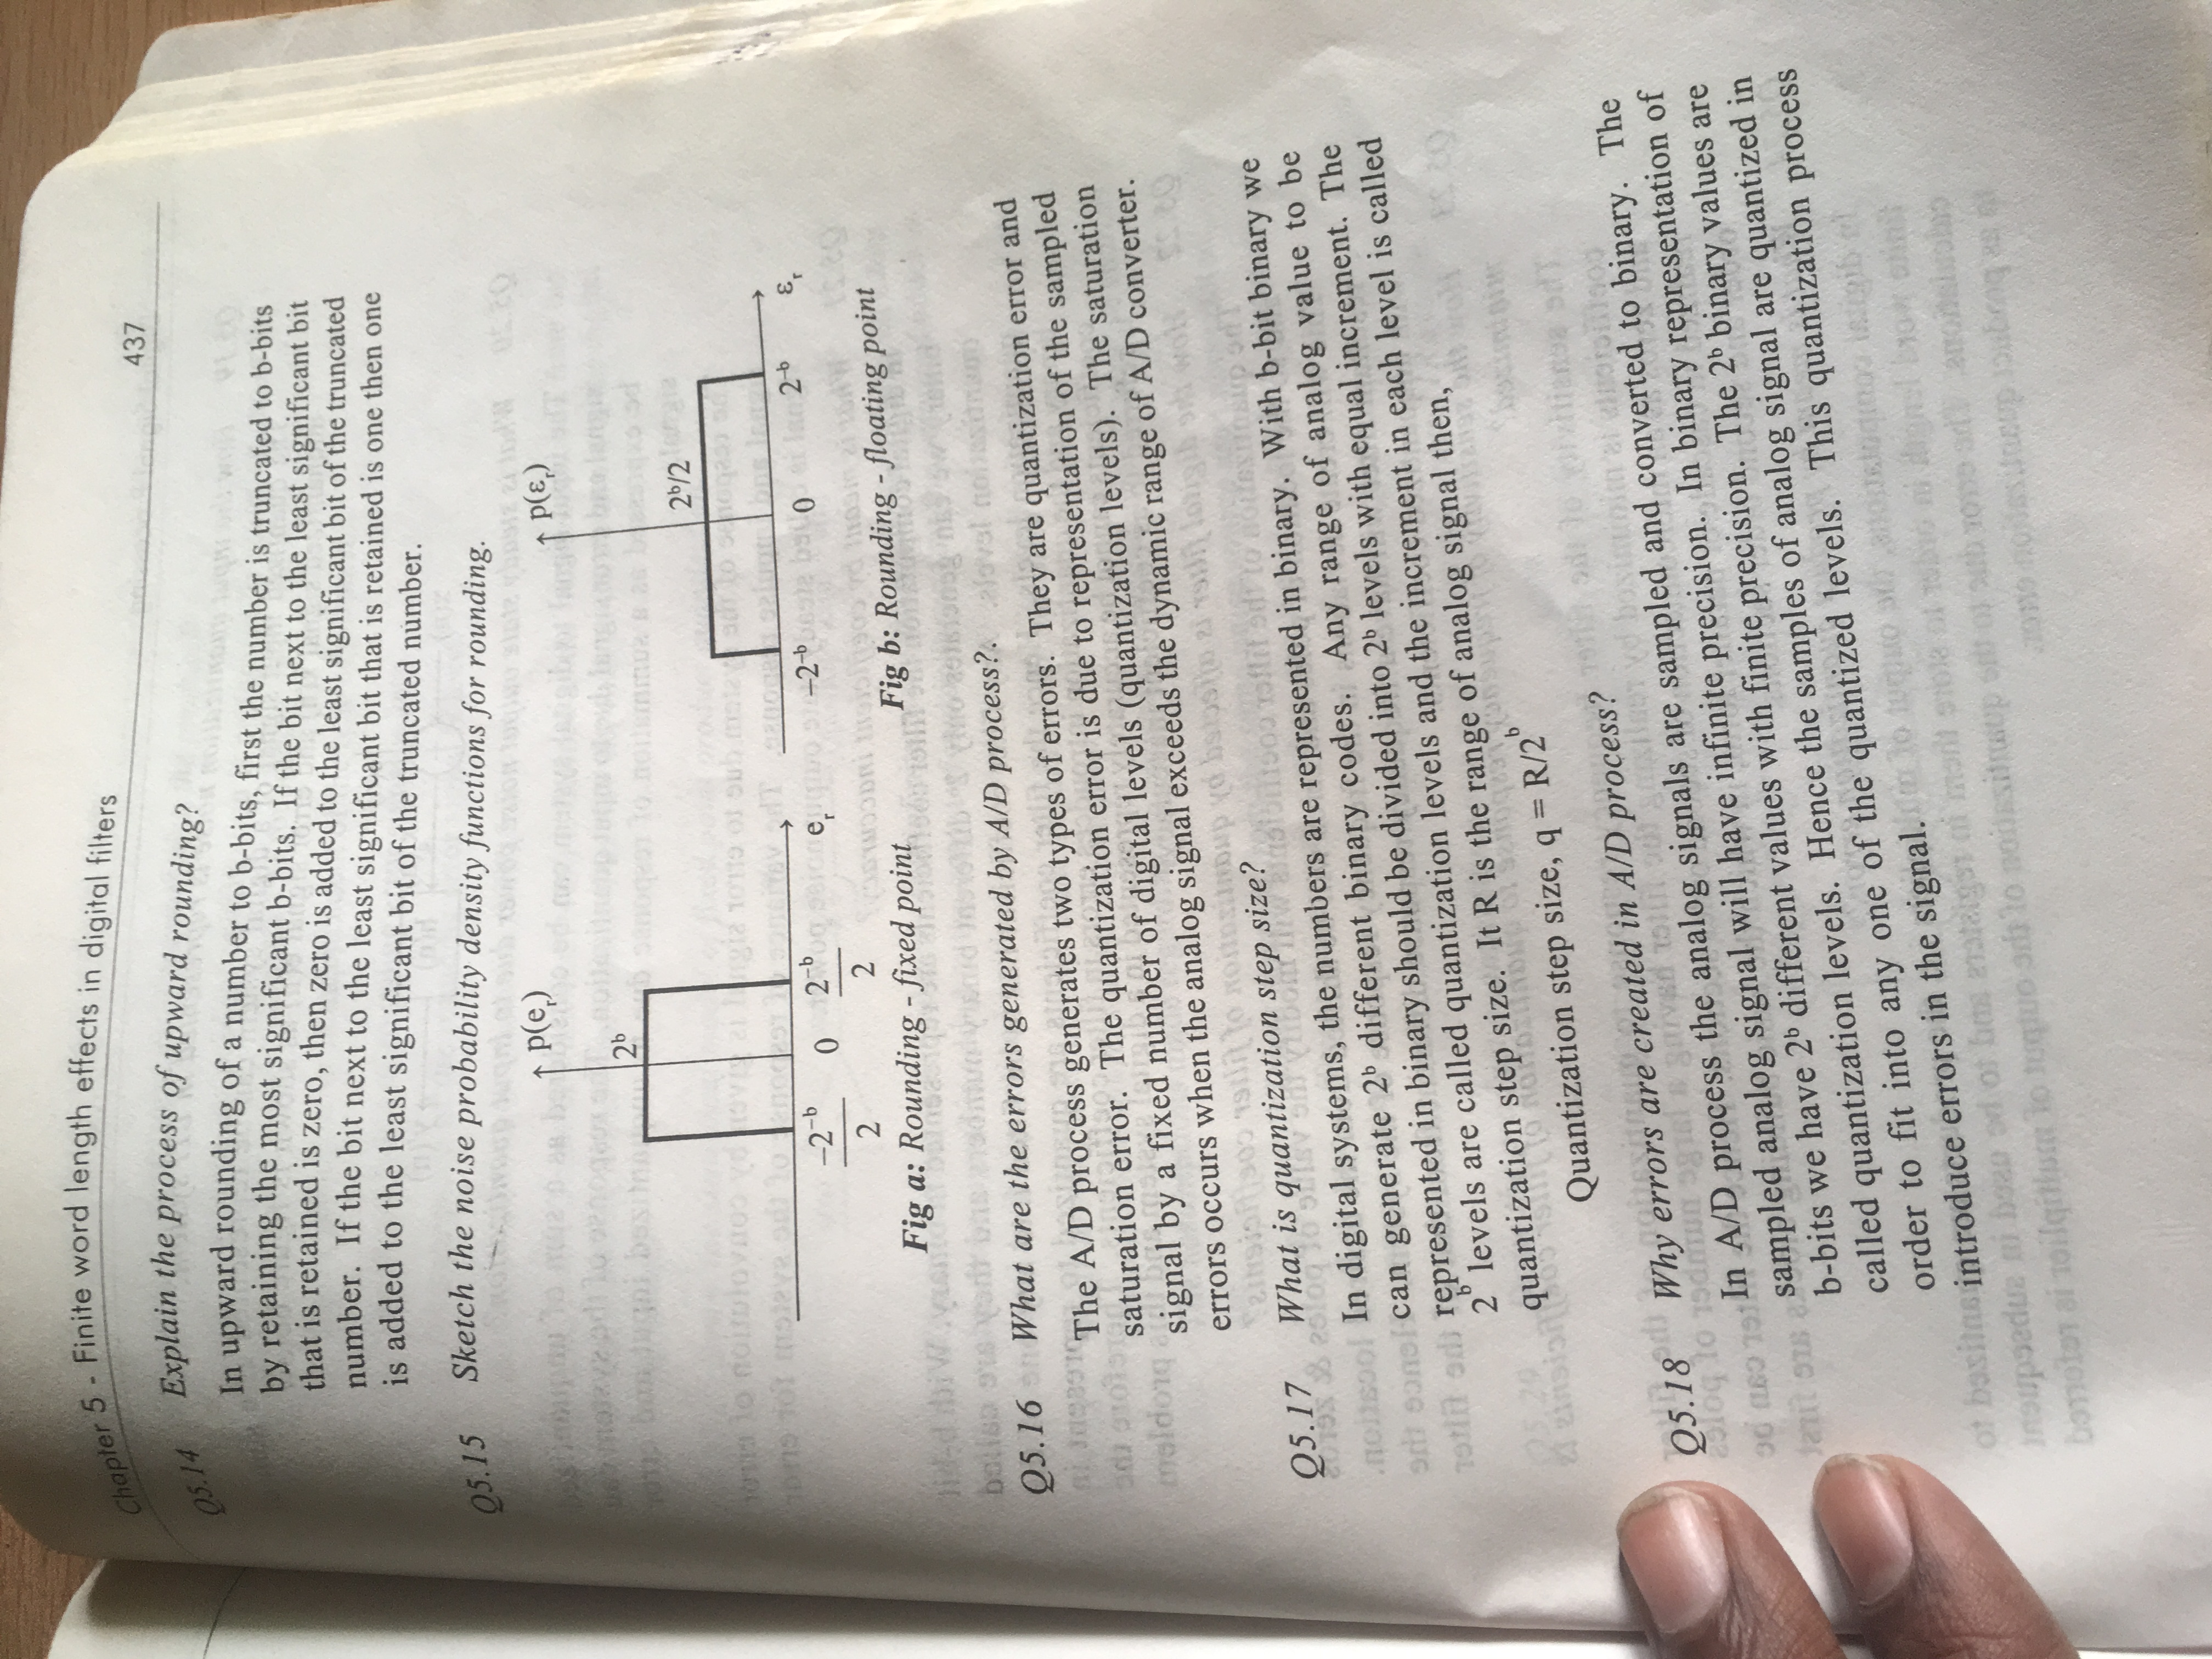 Chapter 5 - Finite word length effects in digital filters
437
Q5.14 Explain the process of upward rounding?
In upward rounding of a number to b-bits, first the number is truncated to b-bits
by retaining the most significant b-bits. If the bit next to the least significant bit
that is retained is zero, then zero is added to the least significant bit of the truncated
number. If the bit next to the least significant bit that is retained is one then one
is added to the least significant bit of the truncated number.
Q5.15 Sketch the noise probability density functions for rounding.
p(eᵣ)
2ᵇ
−2⁻ᵇ/2 0 2⁻ᵇ/2 eᵣ
Fig a: Rounding - fixed point
p(εᵣ)
2ᵇ/2
−2⁻ᵇ 0 2⁻ᵇ εᵣ
Fig b: Rounding - floating point
Q5.16 What are the errors generated by A/D process?.
The A/D process generates two types of errors. They are quantization error and
saturation error. The quantization error is due to representation of the sampled
signal by a fixed number of digital levels (quantization levels). The saturation
errors occurs when the analog signal exceeds the dynamic range of A/D converter.
Q5.17 What is quantization step size?
In digital systems, the numbers are represented in binary. With b-bit binary we
can generate 2ᵇ different binary codes. Any range of analog value to be
represented in binary should be divided into 2ᵇ levels with equal increment. The
2ᵇ levels are called quantization levels and the increment in each level is called
quantization step size. It R is the range of analog signal then,
Quantization step size, q = R/2ᵇ
Q5.18 Why errors are created in A/D process?
In A/D process the analog signals are sampled and converted to binary. The
sampled analog signal will have infinite precision. In binary representation of
b-bits we have 2ᵇ different values with finite precision. The 2ᵇ binary values are
called quantization levels. Hence the samples of analog signal are quantized in
order to fit into any one of the quantized levels. This quantization process
introduce errors in the signal.